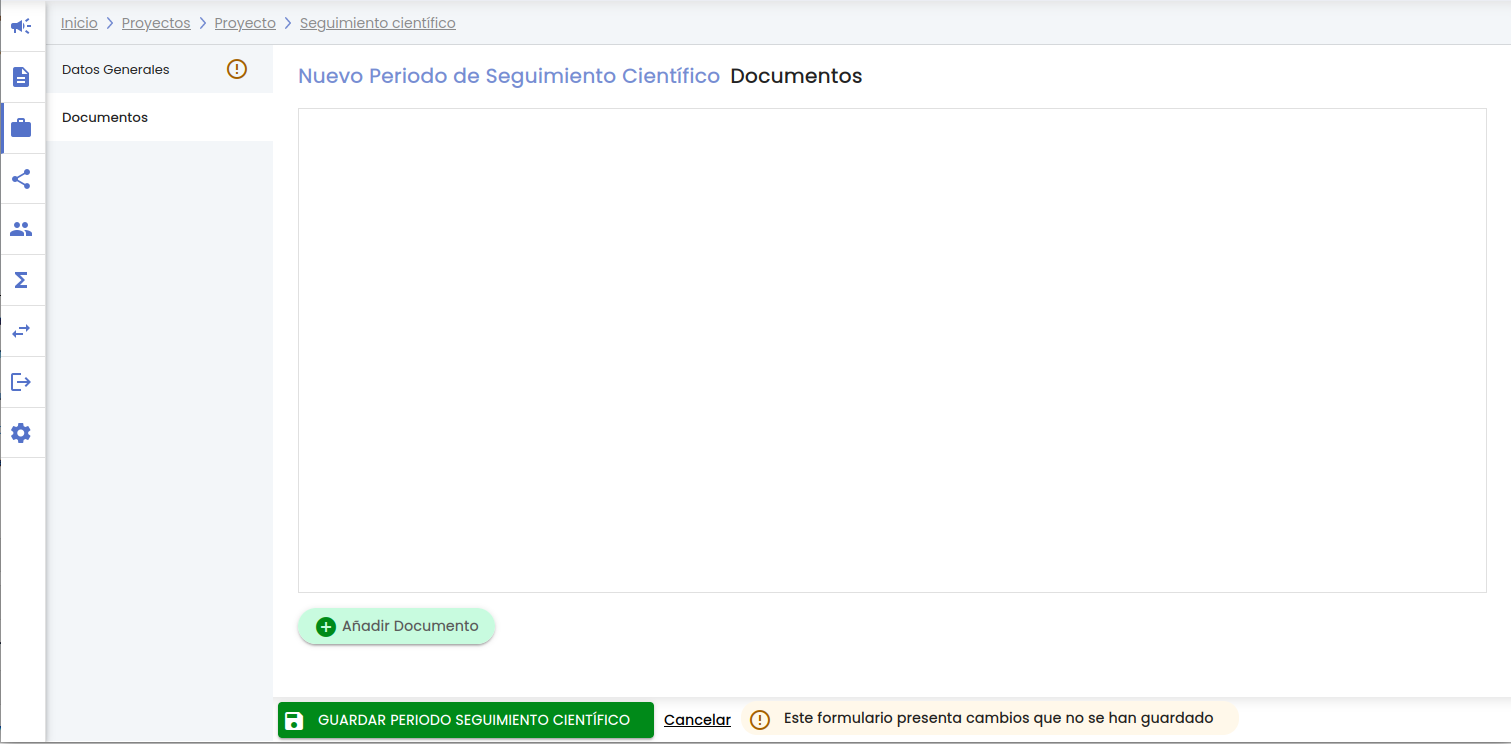 Inicio > Proyectos > Proyecto > Seguimiento científico
Datos Generales
Documentos
Nuevo Periodo de Seguimiento Científico Documentos
Añadir Documento
GUARDAR PERIODO SEGUIMIENTO CIENTÍFICO Cancelar Este formulario presenta cambios que no se han guardado